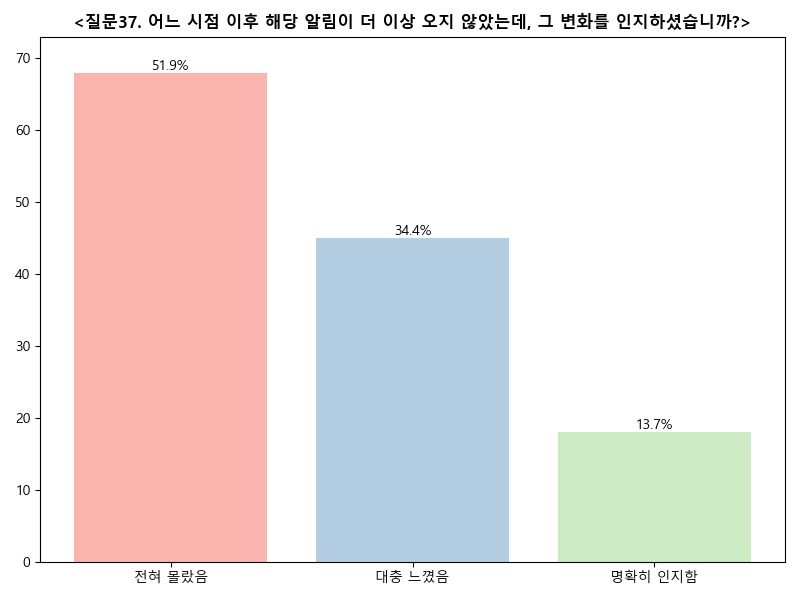 <질문37. 어느 시점 이후 해당 알림이 더 이상 오지 않았는데, 그 변화를 인지하셨습니까?>
70
60
50
40
30
20
10
0
51.9%
34.4%
13.7%
전혀 몰랐음
대충 느꼈음
명확히 인지함